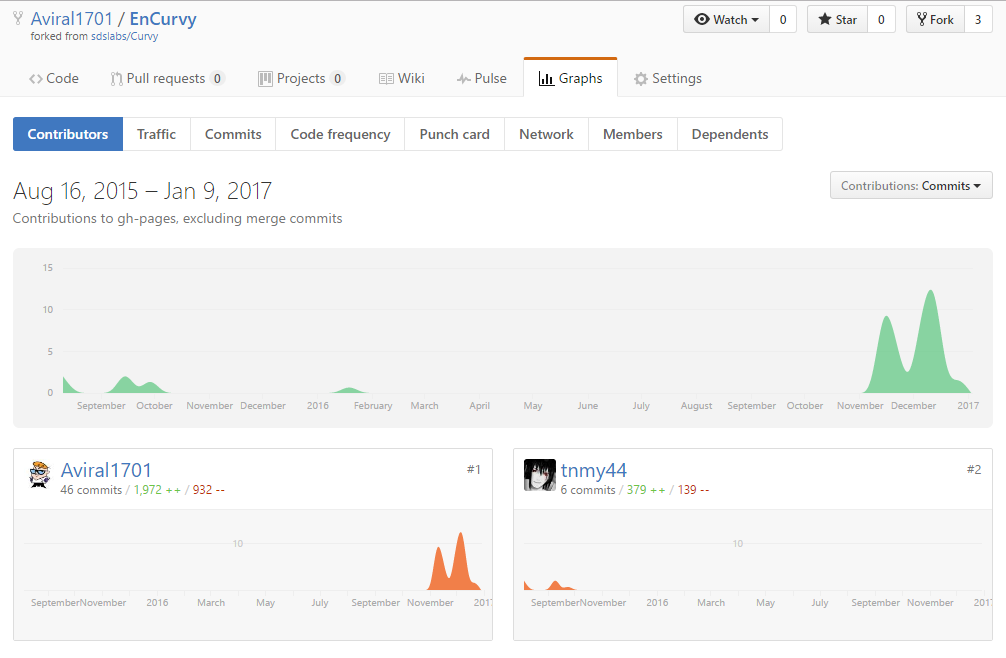 Aviral1701 / EnCurvy
Watch 0 Star 0 Fork 3
forked from sdslabs/Curvy
Code Pull requests 0 Projects 0 Wiki Pulse Graphs Settings
Contributors Traffic Commits Code frequency Punch card Network Members Dependents
Aug 16, 2015 – Jan 9, 2017
Contributions: Commits
Contributions to gh-pages, excluding merge commits
15
10
5
0
September October November December 2016 February March April May June July August September October November December 2017
Aviral1701 #1
46 commits / 1,972 ++ / 932 --
10
September November 2016 March May July September November 2017
tnmy44 #2
6 commits / 379 ++ / 139 --
10
September November 2016 March May July September November 2017